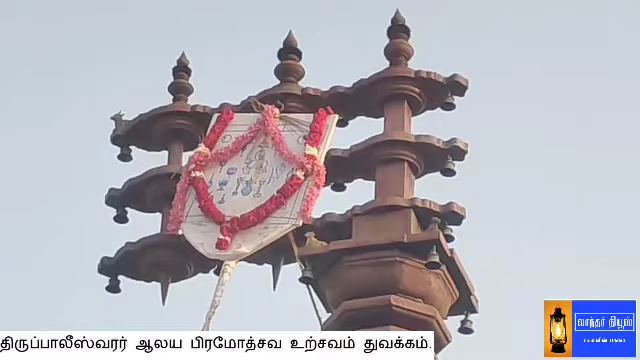 திருப்பாலீஸ்வரர் ஆலய பிரமோத்சவ உற்சவம் துவக்கம்.
லாந்தர் நியூஸ்